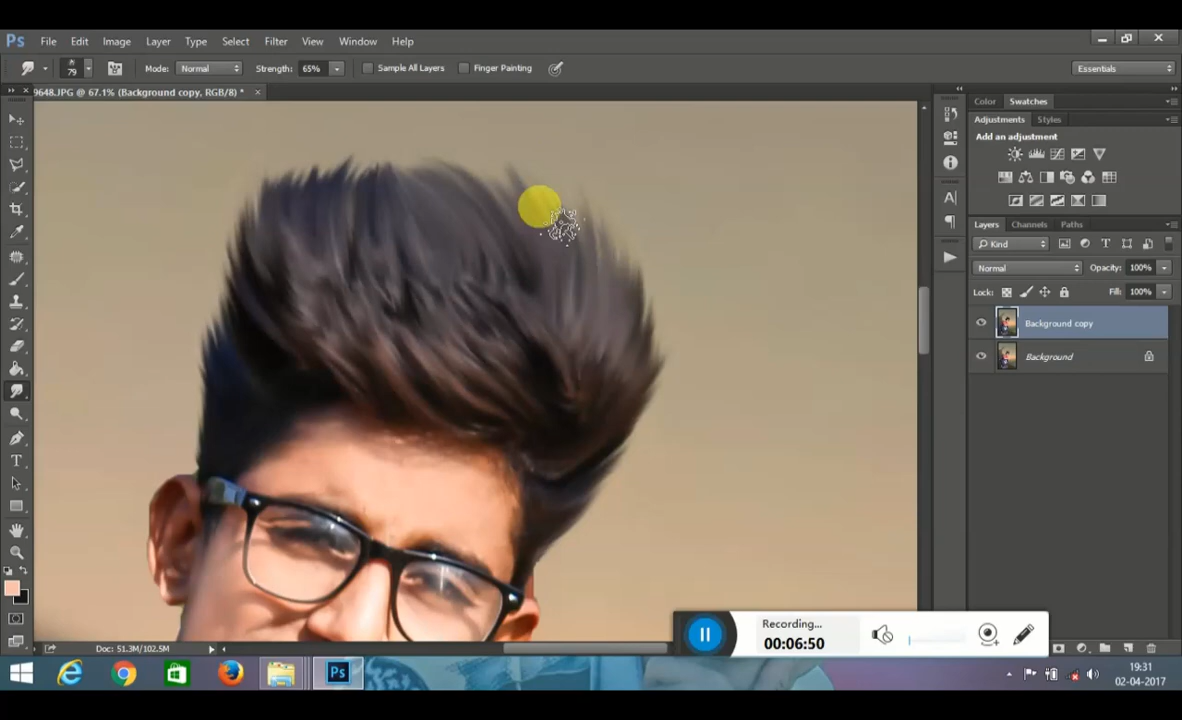 Ps File Edit Image Layer Type Select Filter View Window Help
79 Mode: Normal Strength: 65% Sample All Layers Finger Painting Essentials
9648.JPG @ 67.1% (Background copy, RGB/8) * ×
Color Swatches
Adjustments Styles
Add an adjustment
Layers Channels Paths
Kind
Normal Opacity: 100%
Lock: Fill: 100%
Background copy
Background
Recording...
00:06:50
Doc: 51.3M/102.5M
Ps
19:31
02-04-2017